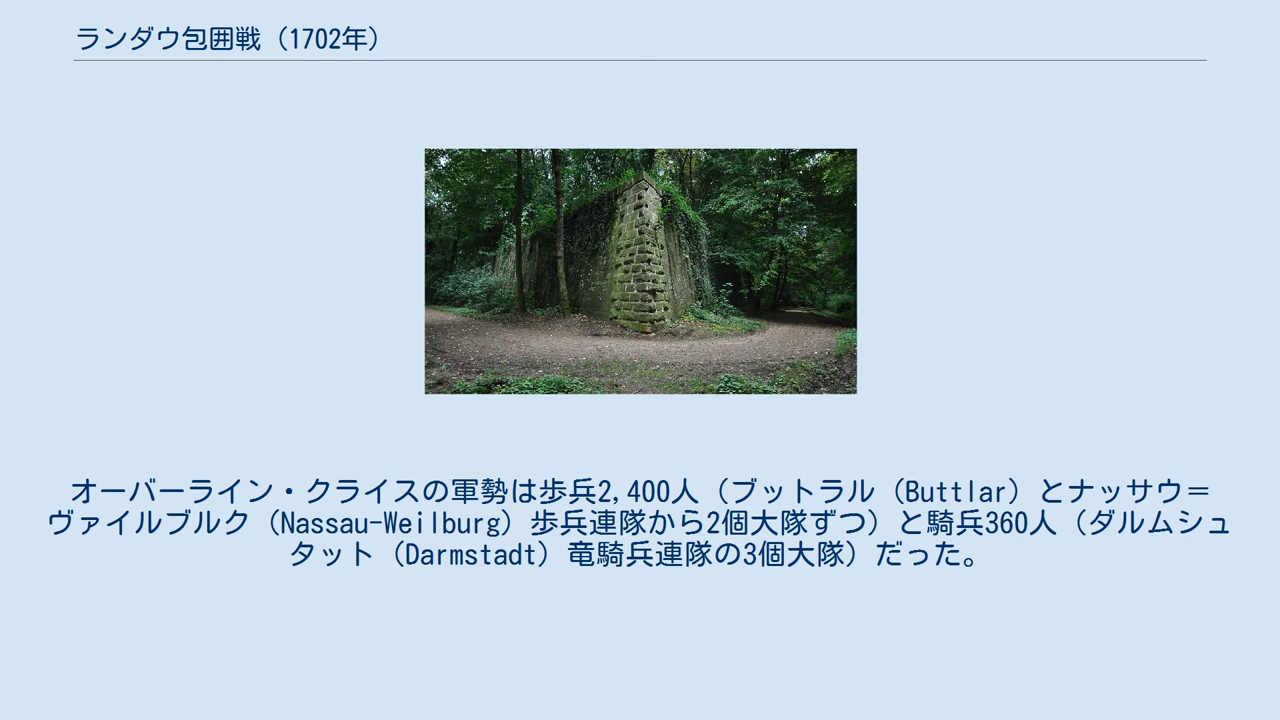 ランダウ包囲戦（1702年）
オーバーライン・クライスの軍勢は歩兵2,400人（ブットラル（Buttlar）とナッサウ＝
ヴァイルブルク（Nassau-Weilburg）歩兵連隊から2個大隊ずつ）と騎兵360人（ダルムシュ
タット（Darmstadt）竜騎兵連隊の3個大隊）だった。